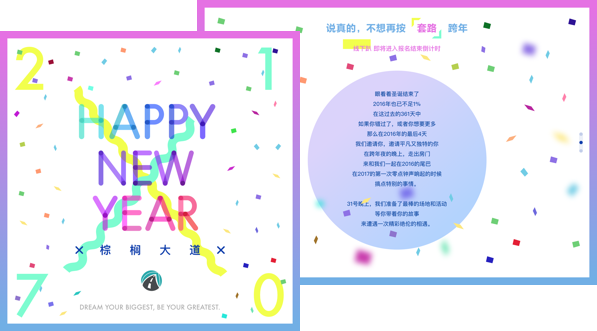 2 1
HAPPY
NEW
YEAR
× 棕 榈 大 道 ×
7 0
DREAM YOUR BIGGEST, BE YOUR GREATEST.
说真的，不想再按「套路」跨年
线下趴 即将进入报名结束倒计时
眼看着圣诞结束了
2016年也已不足1%
在这过去的361天中
如果你错过了，或者你想要更多
那么在2016年的最后4天
我们邀请你，邀请平凡又独特的你
在跨年夜的晚上，走出房门
来和我们一起在2016的尾巴
在2017的第一次零点钟声响起的时候
搞点特别的事情。
31号晚上，我们准备了最棒的场地和活动
等你带着你的故事
来遭遇一次精彩绝伦的相遇。